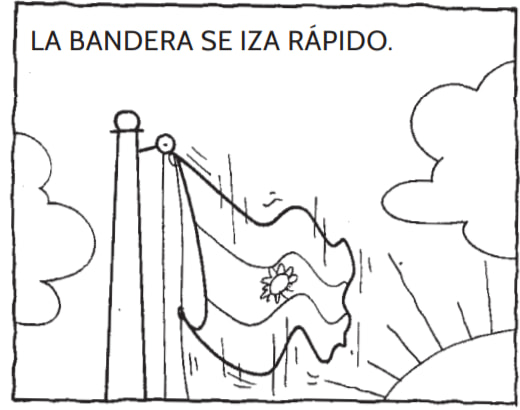 LA BANDERA SE IZA RÁPIDO.